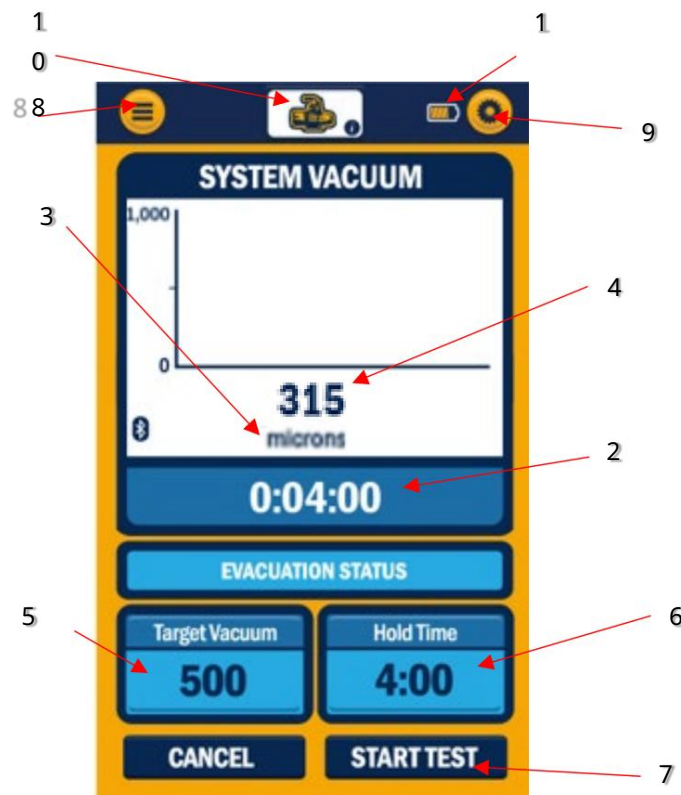 1
0
1
8 8
9
SYSTEM VACUUM
1,000
3
4
0
315
microns
2
0:04:00
EVACUATION STATUS
5
6
Target Vacuum
Hold Time
500
4:00
CANCEL
START TEST
7